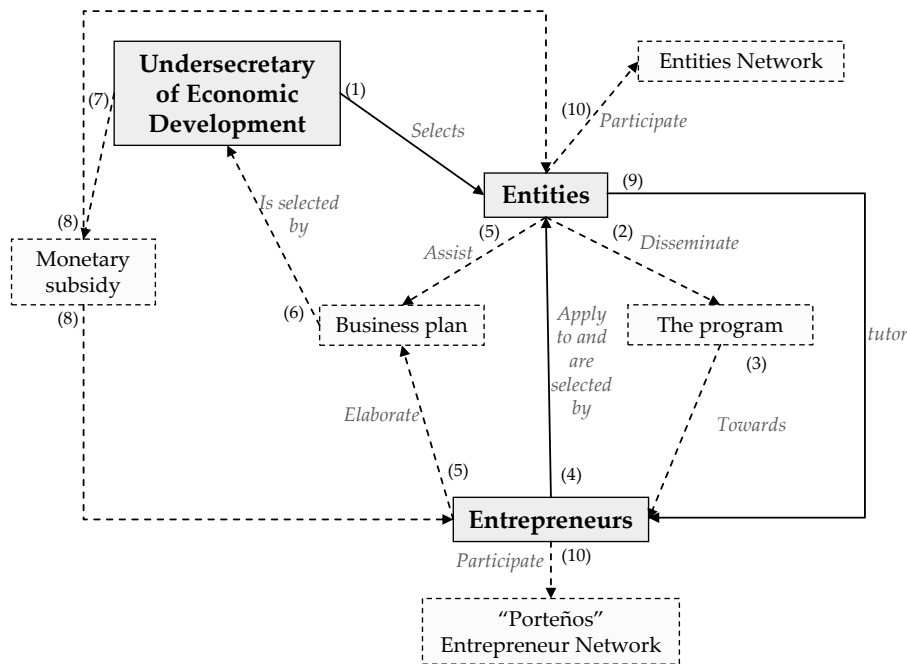 Undersecretary
of Economic
Development
Entities Network
(7)
(1)
(10)
Participate
Selects
Entities
(9)
Is selected
by
(8)
(5)
(2)
Assist
Disseminate
Monetary
subsidy
(8)
(6)
Business plan
Apply
to and
are
selected
by
The program
tutor
(3)
Elaborate
Towards
(5)
(4)
Entrepreneurs
Participate
(10)
“Porteños”
Entrepreneur Network